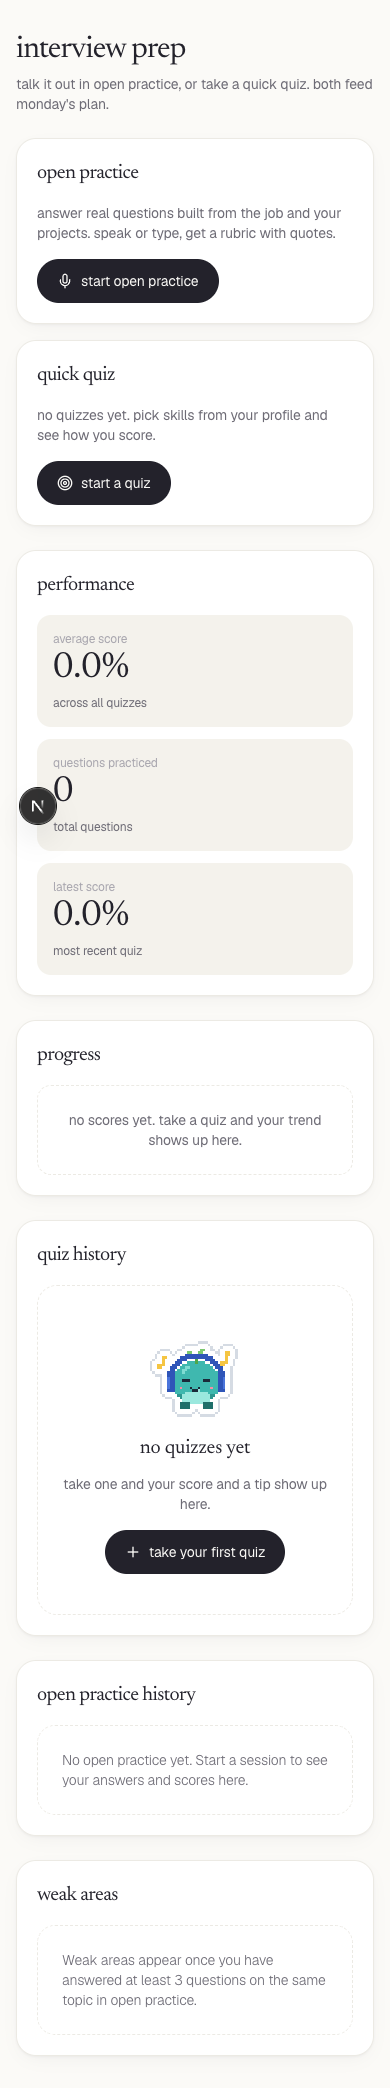 interview prep
talk it out in open practice, or take a quick quiz. both feed
monday's plan.
open practice
answer real questions built from the job and your
projects. speak or type, get a rubric with quotes.
start open practice
quick quiz
no quizzes yet. pick skills from your profile and
see how you score.
start a quiz
performance
average score
0.0%
across all quizzes
questions practiced
0
N
total questions
latest score
0.0%
most recent quiz
progress
no scores yet. take a quiz and your trend
shows up here.
quiz history
no quizzes yet
take one and your score and a tip show up
here.
take your first quiz
open practice history
No open practice yet. Start a session to see
your answers and scores here.
weak areas
Weak areas appear once you have
answered at least 3 questions on the same
topic in open practice.